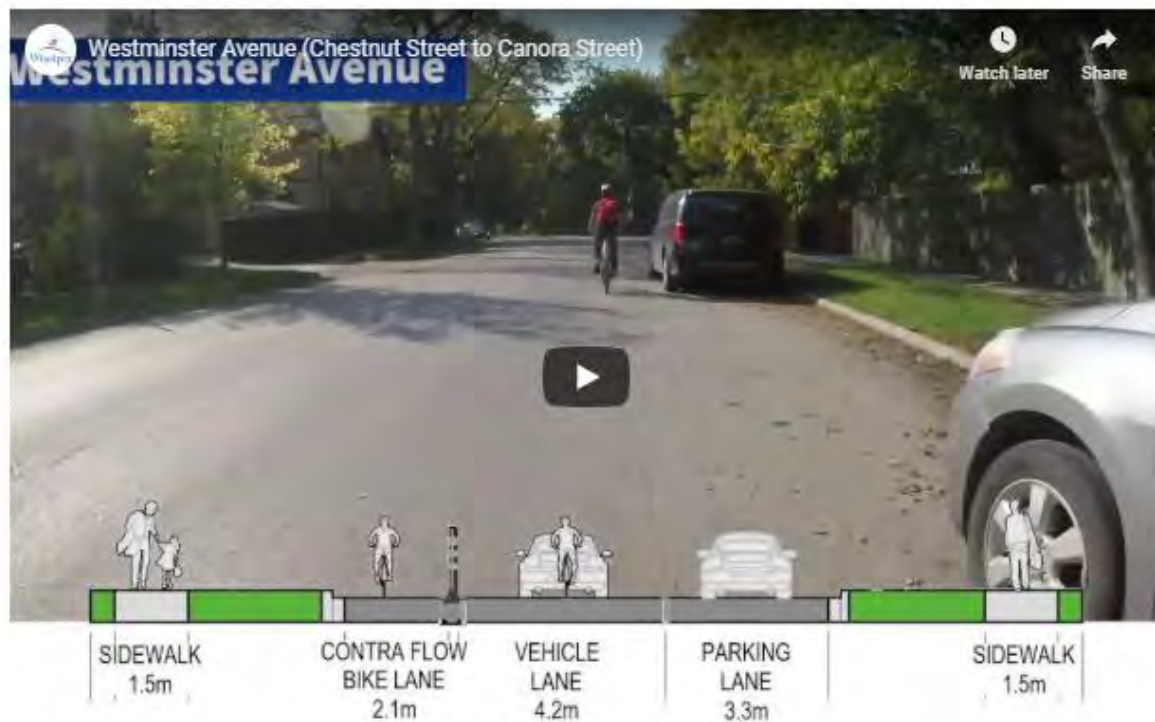 Westminster Avenue (Chestnut Street to Canora Street)
Westminster Avenue
Watch later
Share
SIDEWALK
1.5m
CONTRA FLOW
BIKE LANE
2.1m
VEHICLE
LANE
4.2m
PARKING
LANE
3.3m
SIDEWALK
1.5m